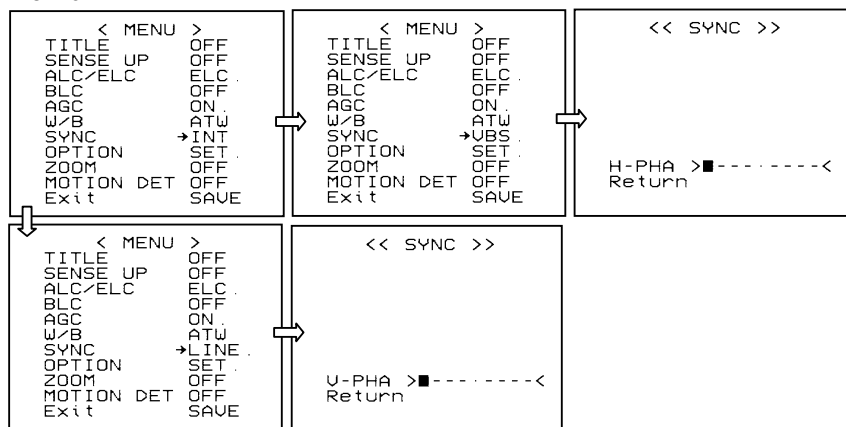 < MENU >
TITLE OFF
SENSE UP OFF
ALC/ELC ELC.
BLC OFF
AGC ON.
W/B ATW
SYNC →INT
OPTION SET.
ZOOM OFF
MOTION DET OFF
Exit SAVE
< MENU >
TITLE OFF
SENSE UP OFF
ALC/ELC ELC.
BLC OFF
AGC ON.
W/B ATW
SYNC →VBS.
OPTION SET.
ZOOM OFF
MOTION DET OFF
Exit SAVE
<< SYNC >>
H-PHA >■----·----<
Return
< MENU >
TITLE OFF
SENSE UP OFF
ALC/ELC ELC.
BLC OFF
AGC ON.
W/B ATW
SYNC →LINE.
OPTION SET.
ZOOM OFF
MOTION DET OFF
Exit SAVE
<< SYNC >>
V-PHA >■----·----<
Return